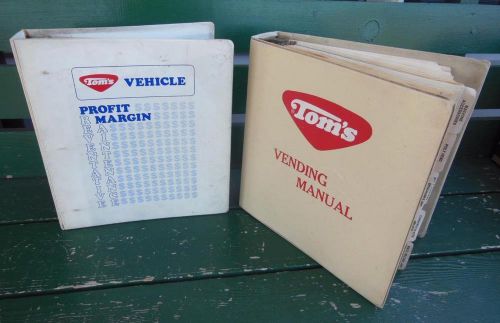 Tom's
VEHICLE
PROFIT
MARGIN
PREVENTATIVE
MAINTENANCE
$$$$$$$$$
Tom's
VENDING
MANUAL